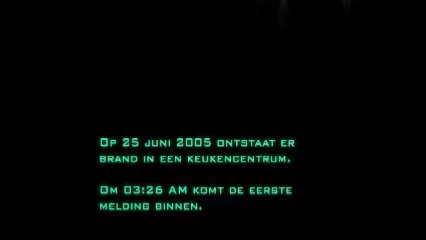 Op 25 juni 2005 ontstaat er
brand in een keukencentrum.
Om 03:26 AM komt de eerste
melding binnen.